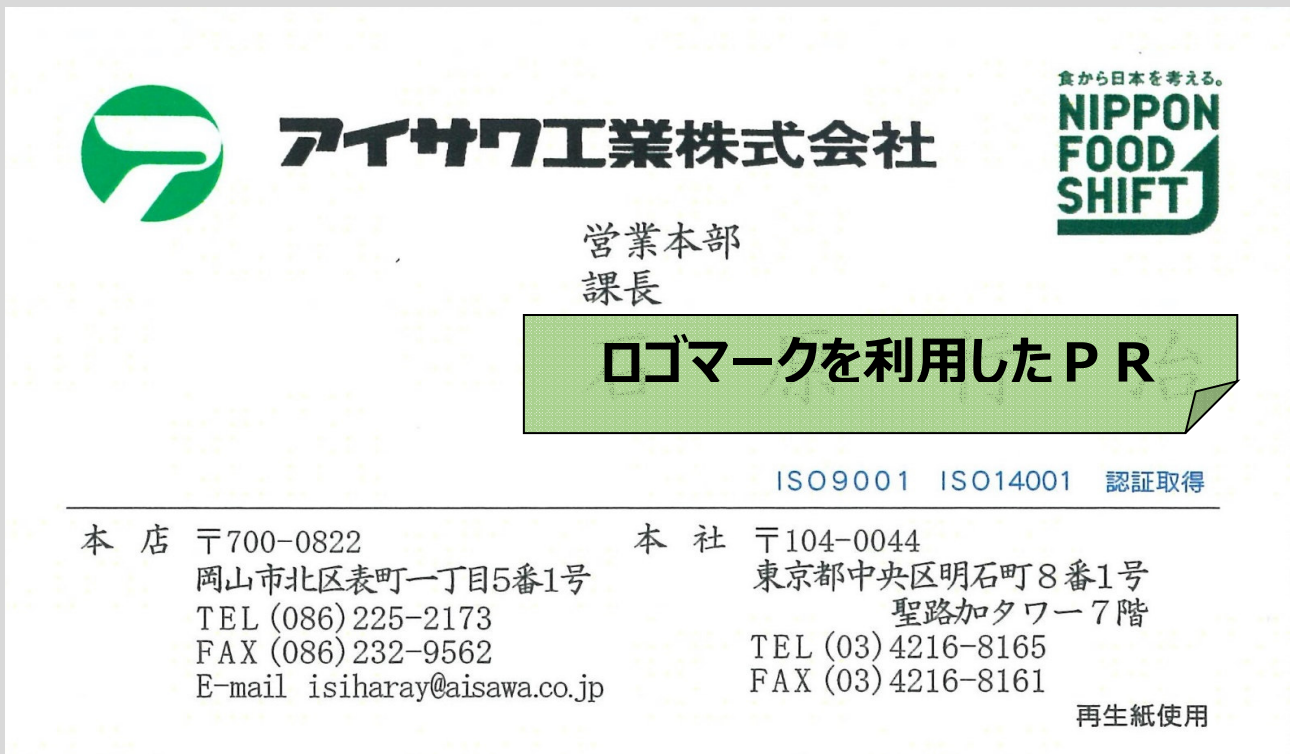 アイサワ工業株式会社
食から日本を考える。
NIPPON
FOOD
SHIFT
営業本部
課長
ロゴマークを利用したPR
ISO9001 ISO14001 認証取得
本店 〒700-0822
岡山市北区表町一丁目5番1号
TEL(086)225-2173
FAX(086)232-9562
E-mail isiharay@aisawa.co.jp
本社 〒104-0044
東京都中央区明石町8番1号
聖路加タワー7階
TEL(03)4216-8165
FAX(03)4216-8161
再生紙使用